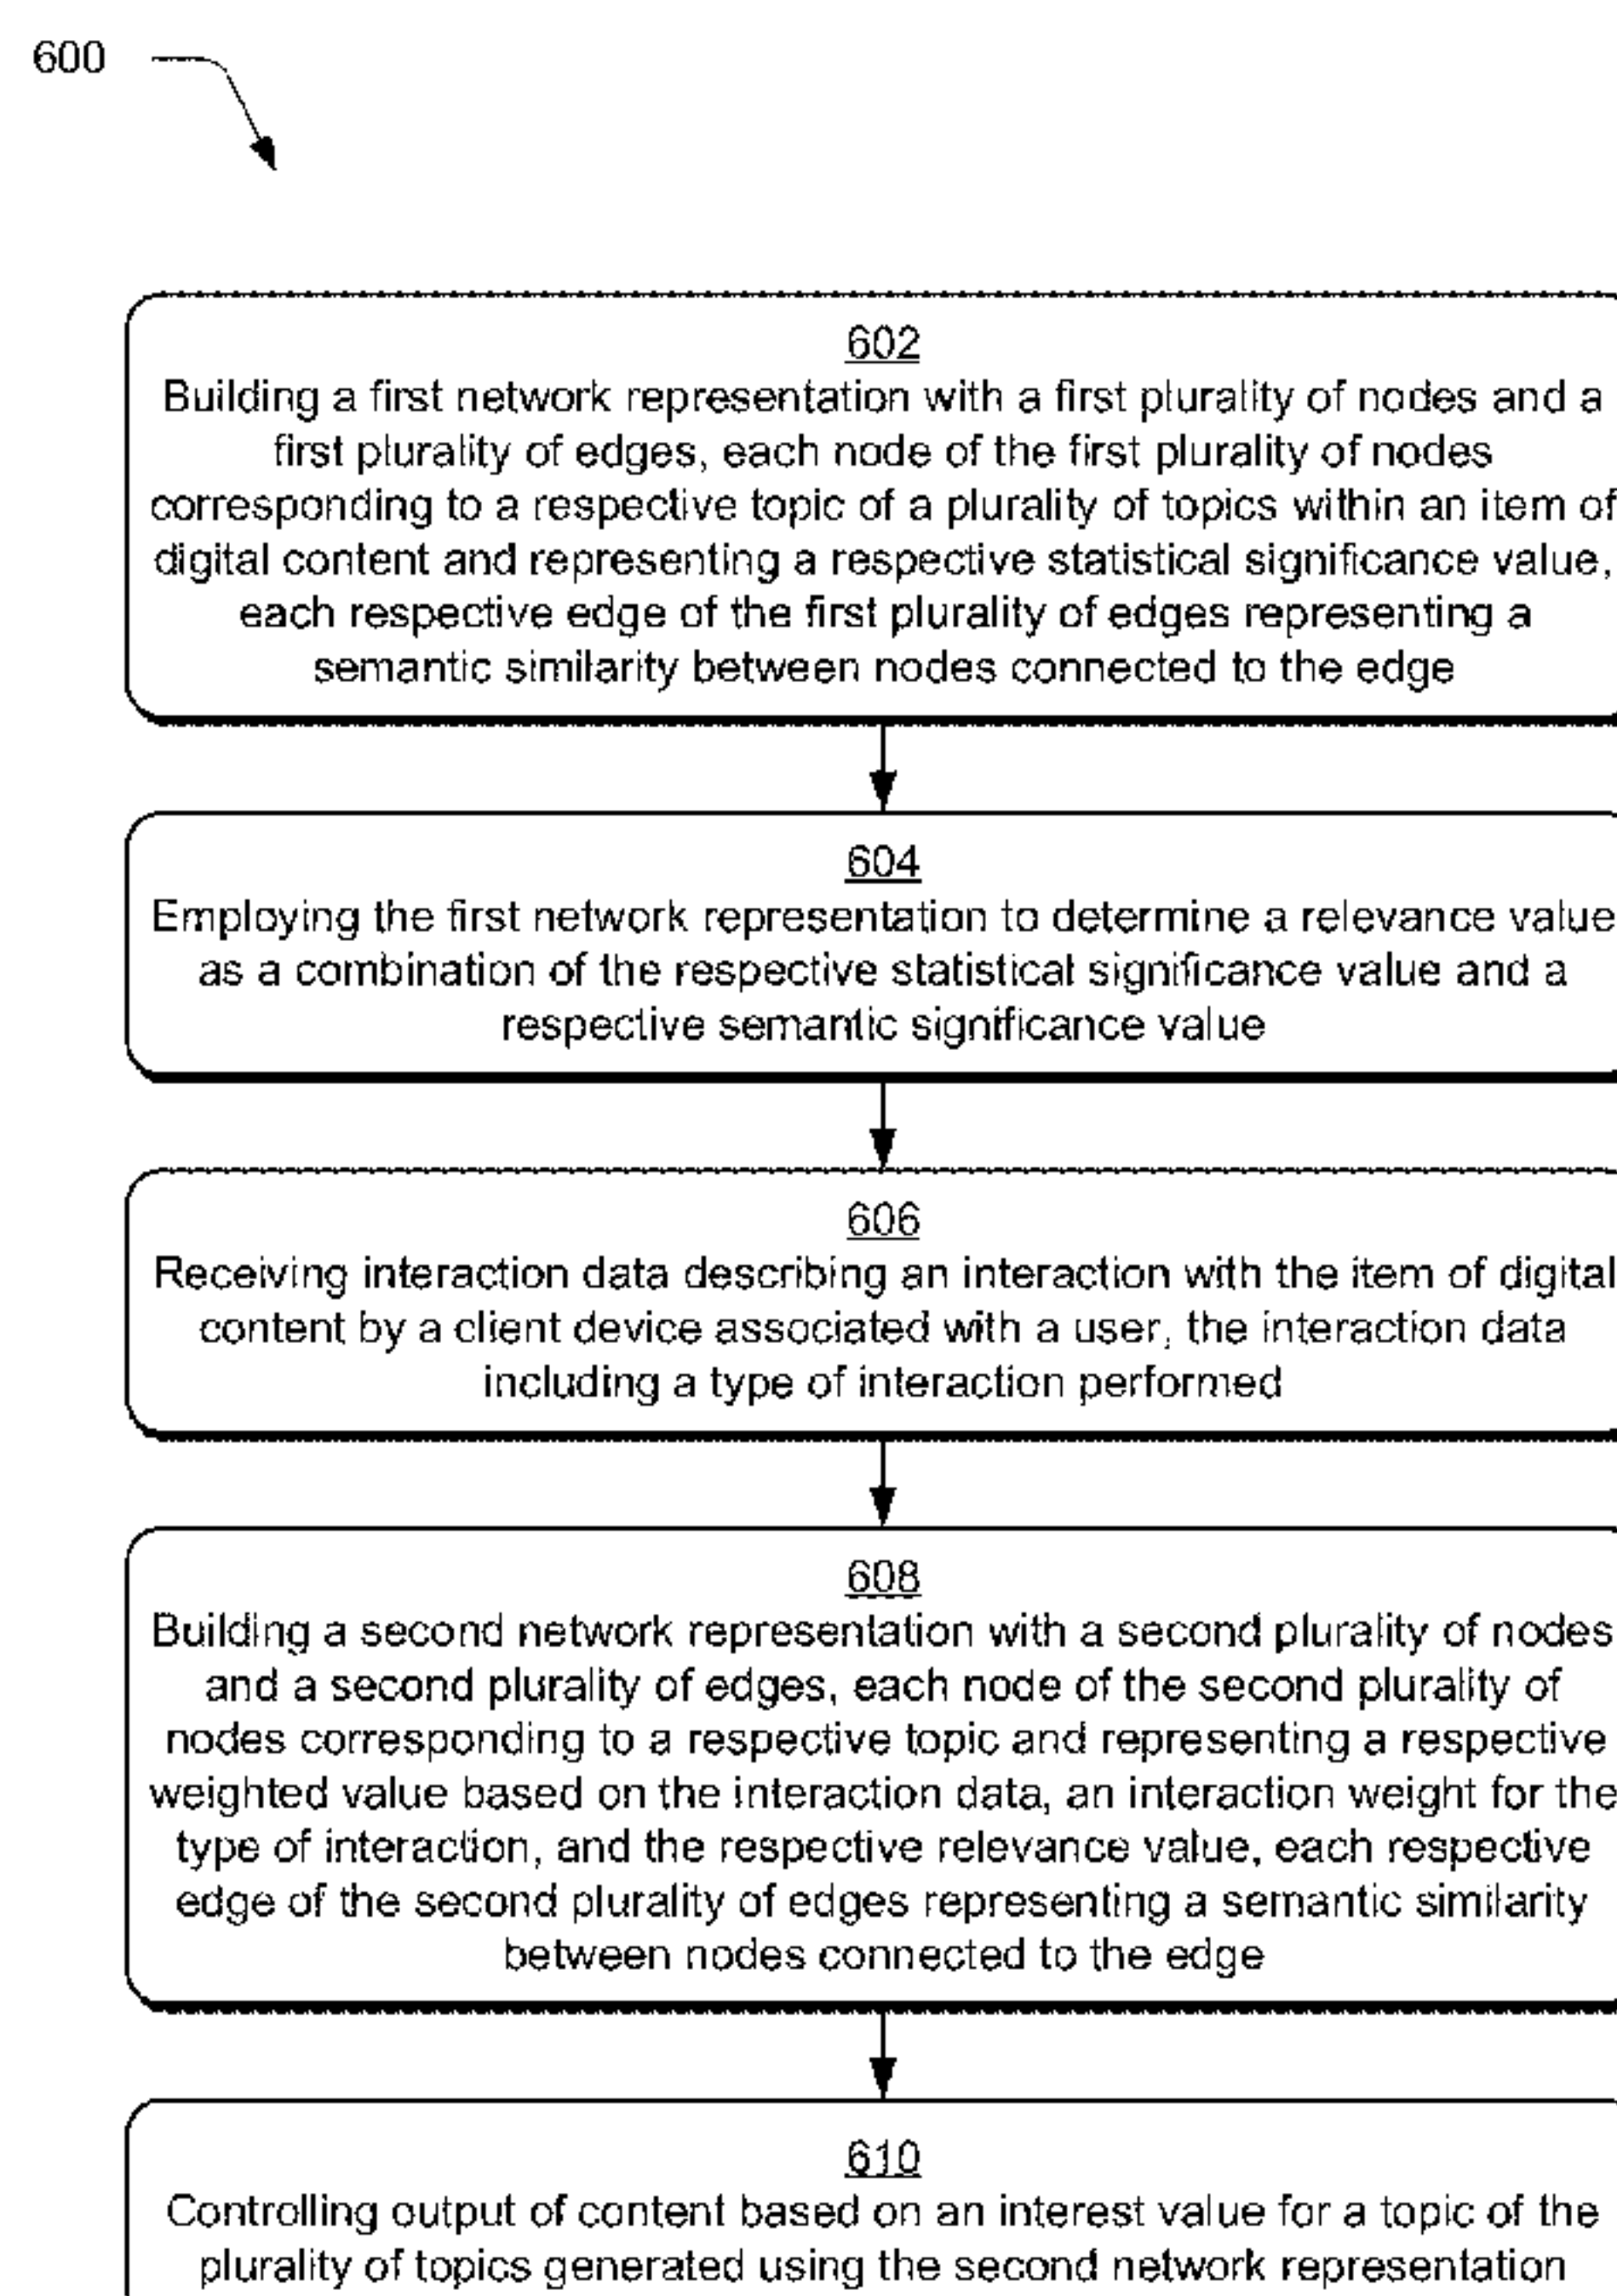 600
602
Building a first network representation with a first plurality of nodes and a
first plurality of edges, each node of the first plurality of nodes
corresponding to a respective topic of a plurality of topics within an item of
digital content and representing a respective statistical significance value,
each respective edge of the first plurality of edges representing a
semantic similarity between nodes connected to the edge
604
Employing the first network representation to determine a relevance value
as a combination of the respective statistical significance value and a
respective semantic significance value
606
Receiving interaction data describing an interaction with the item of digital
content by a client device associated with a user, the interaction data
including a type of interaction performed
608
Building a second network representation with a second plurality of nodes
and a second plurality of edges, each node of the second plurality of
nodes corresponding to a respective topic and representing a respective
weighted value based on the interaction data, an interaction weight for the
type of interaction, and the respective relevance value, each respective
edge of the second plurality of edges representing a semantic similarity
between nodes connected to the edge
610
Controlling output of content based on an interest value for a topic of the
plurality of topics generated using the second network representation